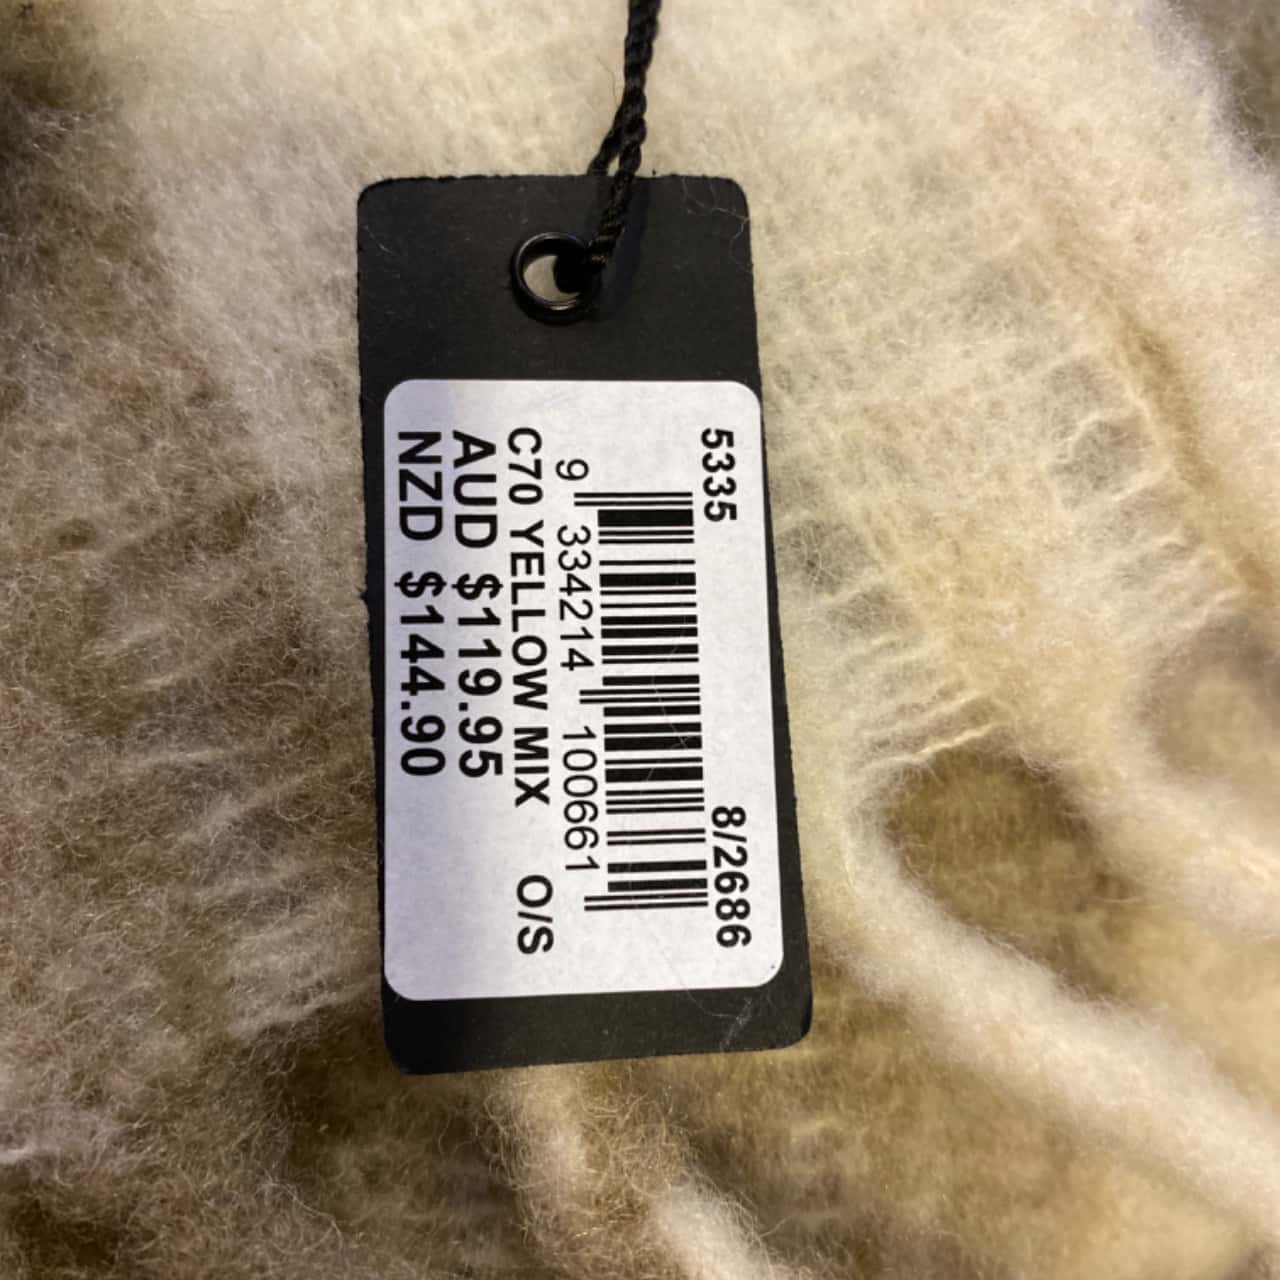 5335 8/2686
9 334214 100661
C70 YELLOW MIX O/S
AUD $119.95
NZD $144.90